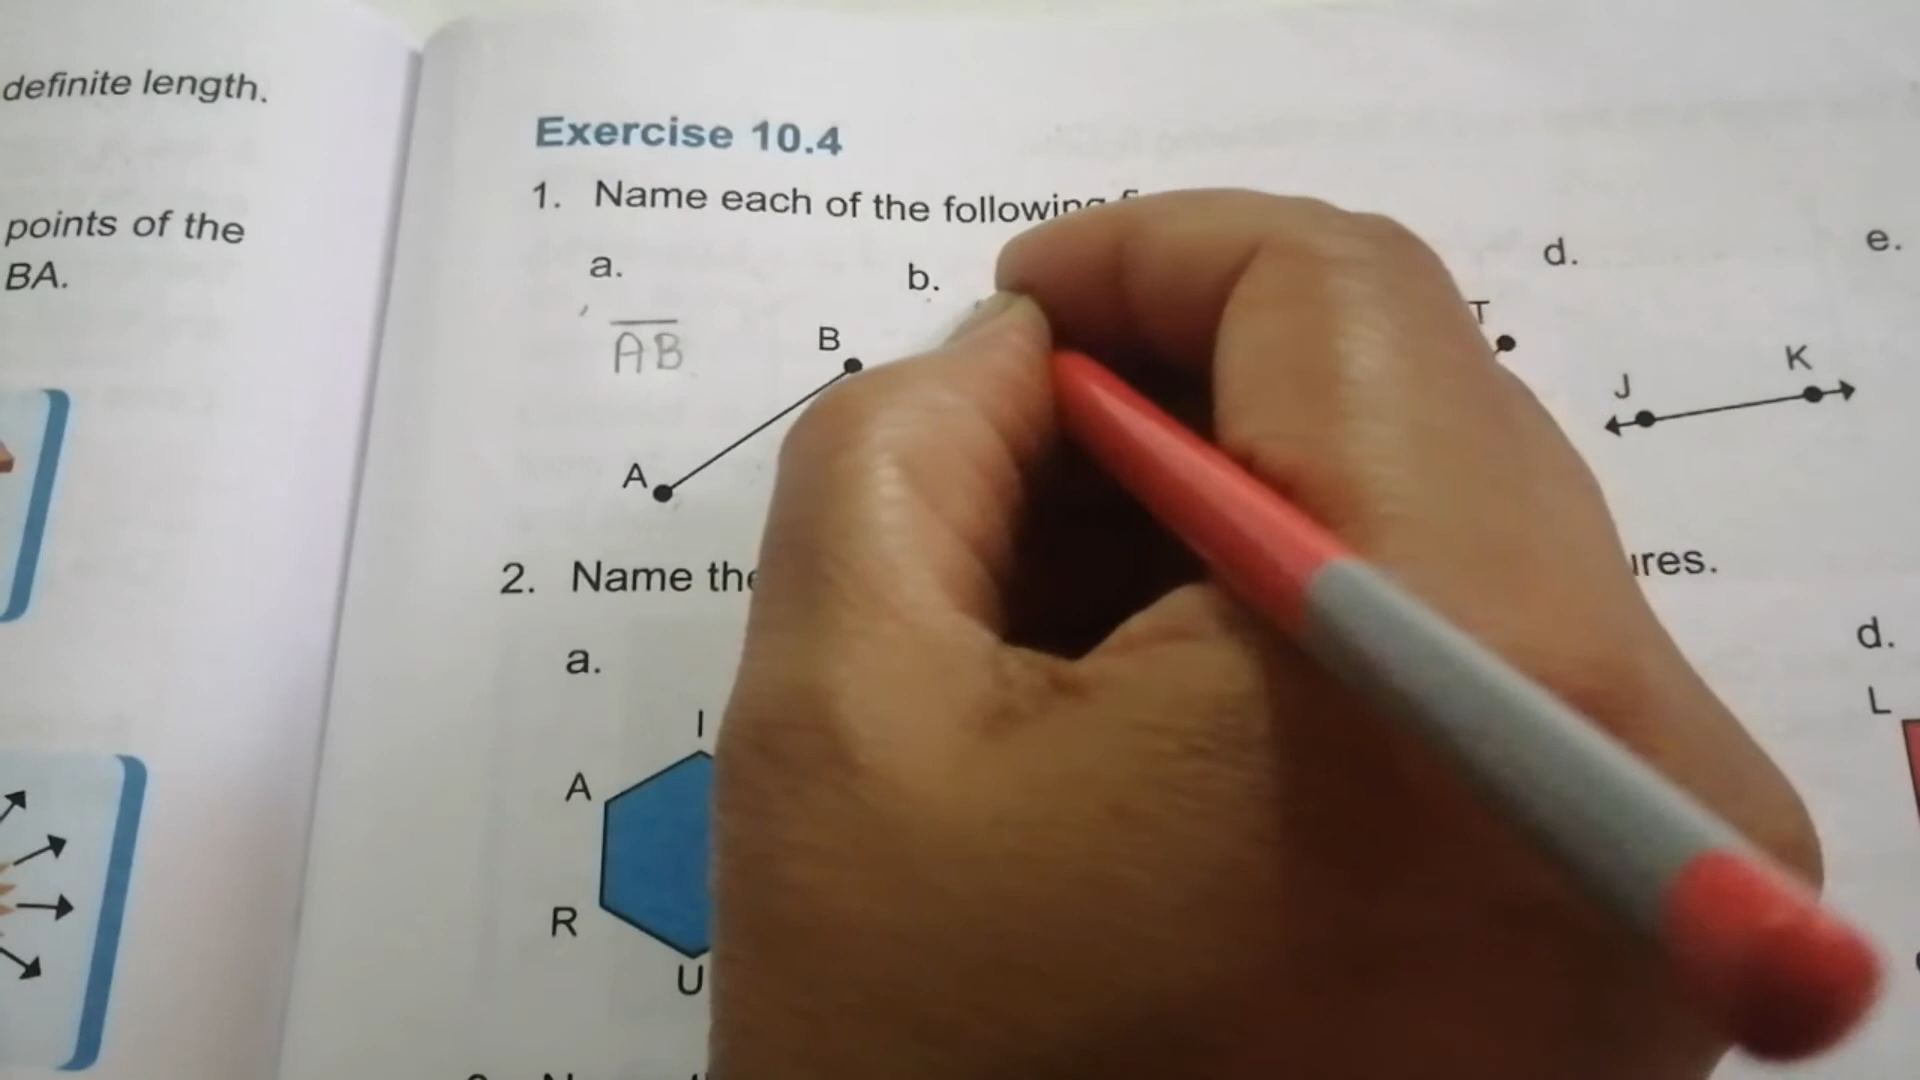 definite length.
points of the
BA.
Exercise 10.4
1. Name each of the following
a.
b.
d.
e.
AB
B
A
T
J
K
2. Name the
a.
d.
I
A
R
U
L